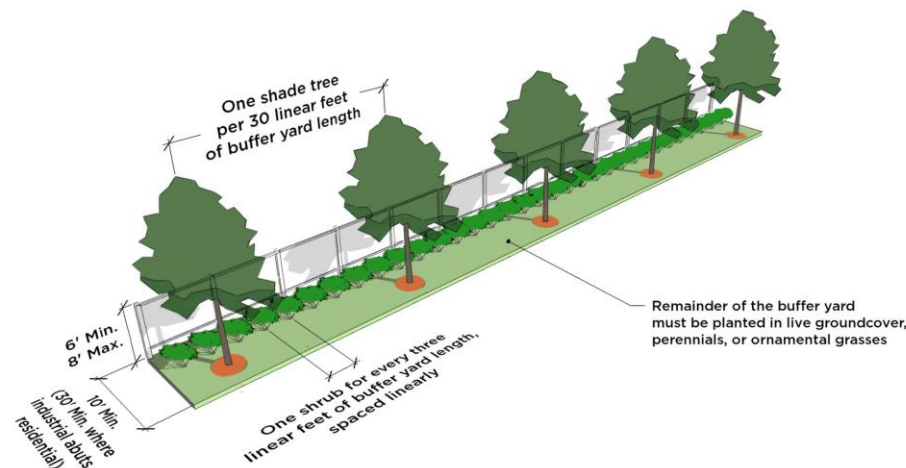 One shade tree
per 30 linear feet
of buffer yard length
6' Min.
8' Max.
10' Min.
(30' Min. where
industrial abuts
residential)
One shrub for every three
linear feet of buffer yard length,
spaced linearly
Remainder of the buffer yard
must be planted in live groundcover,
perennials, or ornamental grasses